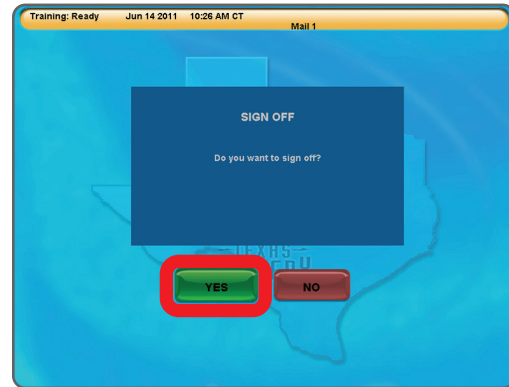 Training: Ready Jun 14 2011 10:26 AM CT
Mail 1
SIGN OFF
Do you want to sign off?
TEXAS
YES NO